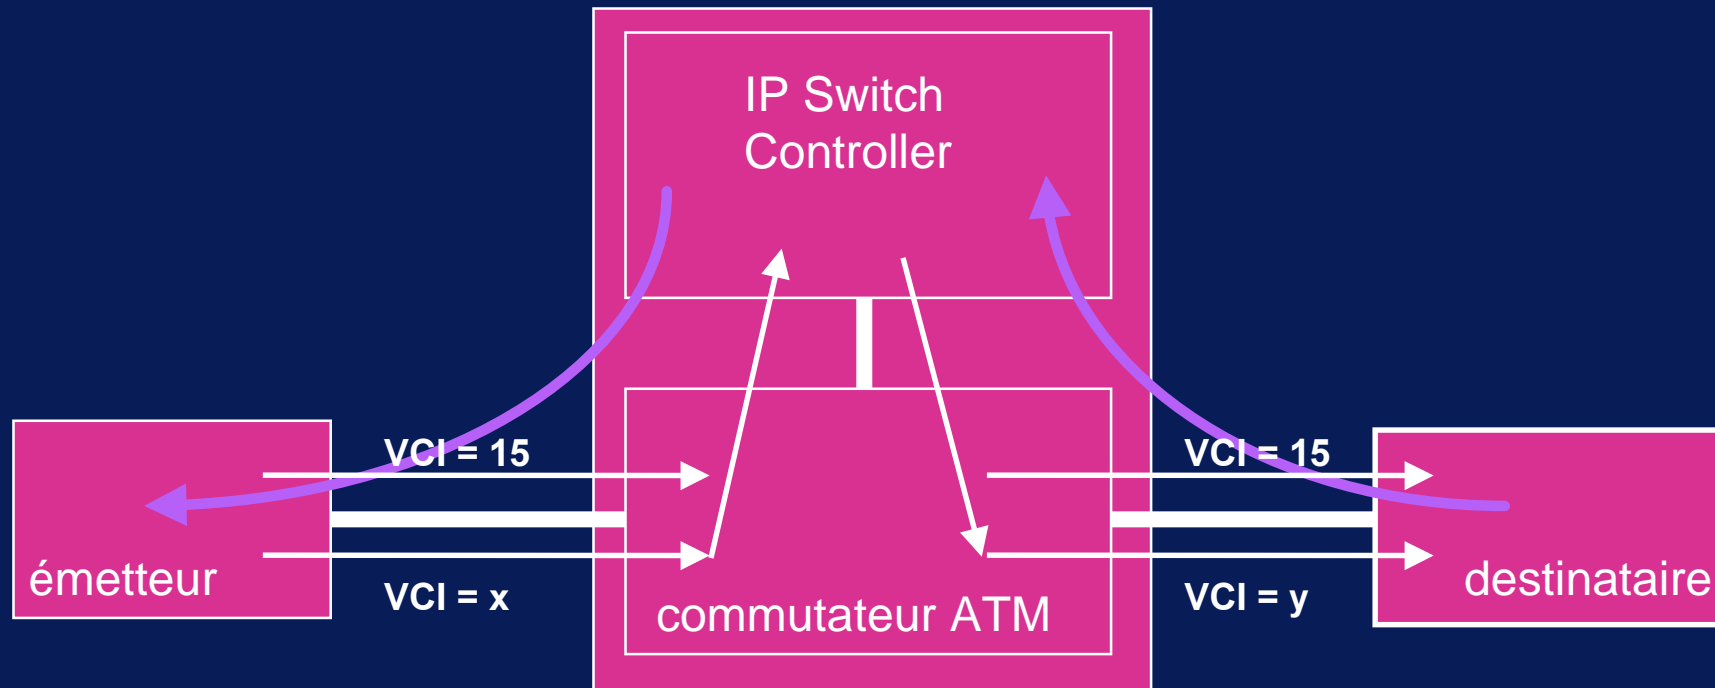 IP Switch
Controller
VCI = 15
VCI = 15
émetteur
VCI = x
commutateur ATM
VCI = y
destinataire